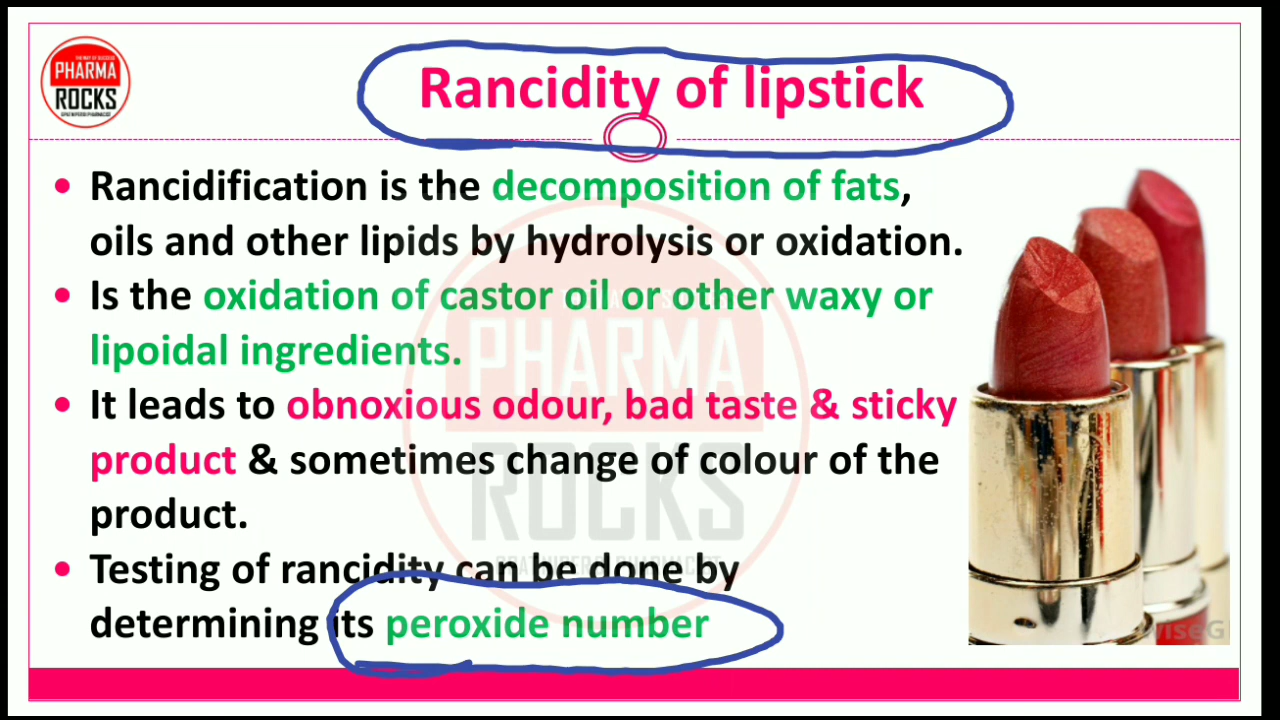 PHARMA
ROCKS
Rancidity of lipstick
• Rancidification is the decomposition of fats,
oils and other lipids by hydrolysis or oxidation.
• Is the oxidation of castor oil or other waxy or
lipoidal ingredients.
• It leads to obnoxious odour, bad taste & sticky
product & sometimes change of colour of the
product.
• Testing of rancidity can be done by
determining its peroxide number
PHARMA
ROCKS
wiseG